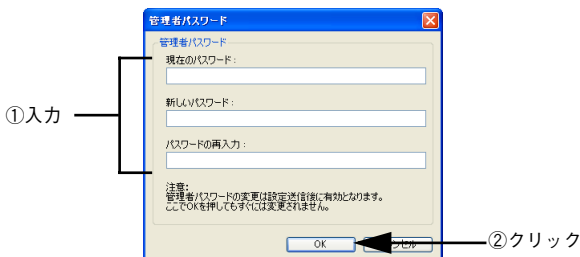 管理者パスワード
管理者パスワード
現在のパスワード：
新しいパスワード：
①入力
パスワードの再入力：
注意：
管理者パスワードの変更は設定送信後に有効となります。
ここでOKを押してもすぐには変更されません。
OK
②クリック